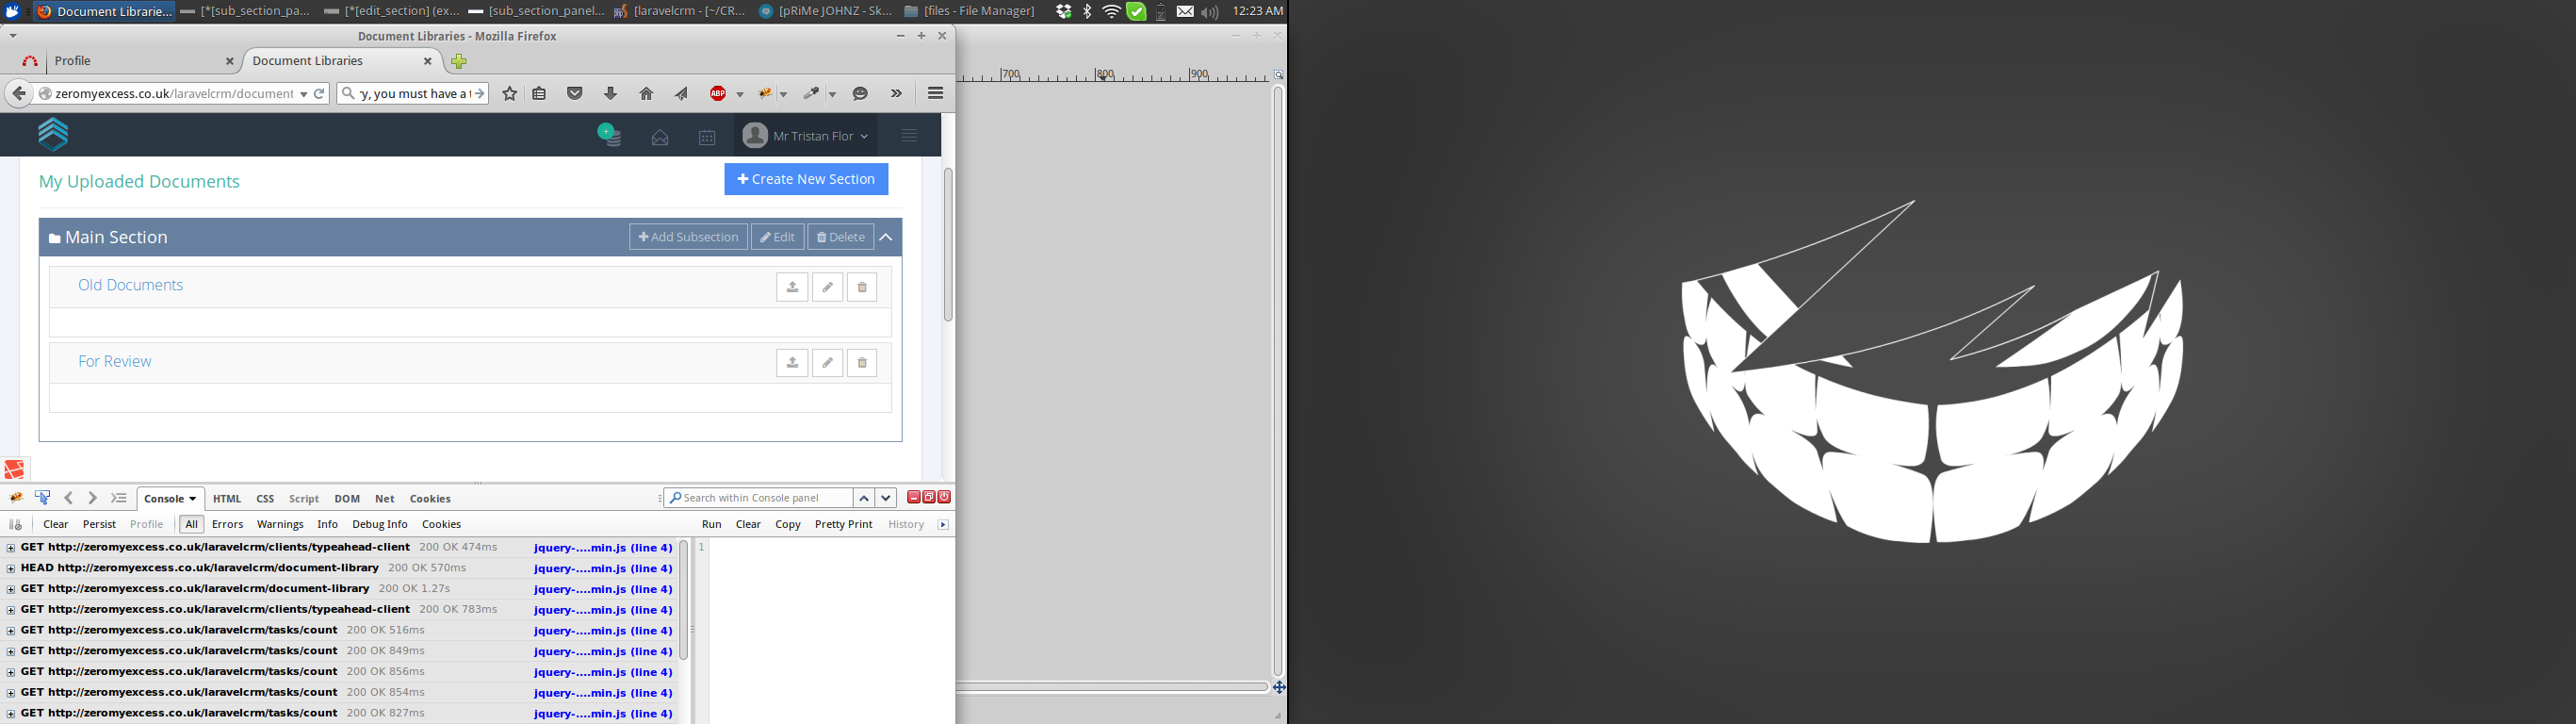 Document Librarie... [*[sub_section_pa... [*[edit_section] (ex... [sub_section_panel... [laravelcrm - [~/CR... [pRiMe JOHNZ - Sk... [files - File Manager] 12:23 AM
Document Libraries - Mozilla Firefox
Profile Document Libraries
700 800 900
zeromyexcess.co.uk/laravelcrm/document y, you must have a t ABP
Mr Tristan Flor
My Uploaded Documents Create New Section
Main Section Add Subsection Edit Delete
Old Documents
For Review
Console HTML CSS Script DOM Net Cookies Search within Console panel
Clear Persist Profile All Errors Warnings Info Debug Info Cookies Run Clear Copy Pretty Print History
GET http://zeromyexcess.co.uk/laravelcrm/clients/typeahead-client 200 OK 474ms jquery-....min.js (line 4) 1
HEAD http://zeromyexcess.co.uk/laravelcrm/document-library 200 OK 570ms jquery-....min.js (line 4)
GET http://zeromyexcess.co.uk/laravelcrm/document-library 200 OK 1.27s jquery-....min.js (line 4)
GET http://zeromyexcess.co.uk/laravelcrm/clients/typeahead-client 200 OK 783ms jquery-....min.js (line 4)
GET http://zeromyexcess.co.uk/laravelcrm/tasks/count 200 OK 516ms jquery-....min.js (line 4)
GET http://zeromyexcess.co.uk/laravelcrm/tasks/count 200 OK 849ms jquery-....min.js (line 4)
GET http://zeromyexcess.co.uk/laravelcrm/tasks/count 200 OK 856ms jquery-....min.js (line 4)
GET http://zeromyexcess.co.uk/laravelcrm/tasks/count 200 OK 854ms jquery-....min.js (line 4)
GET http://zeromyexcess.co.uk/laravelcrm/tasks/count 200 OK 827ms jquery-....min.js (line 4)